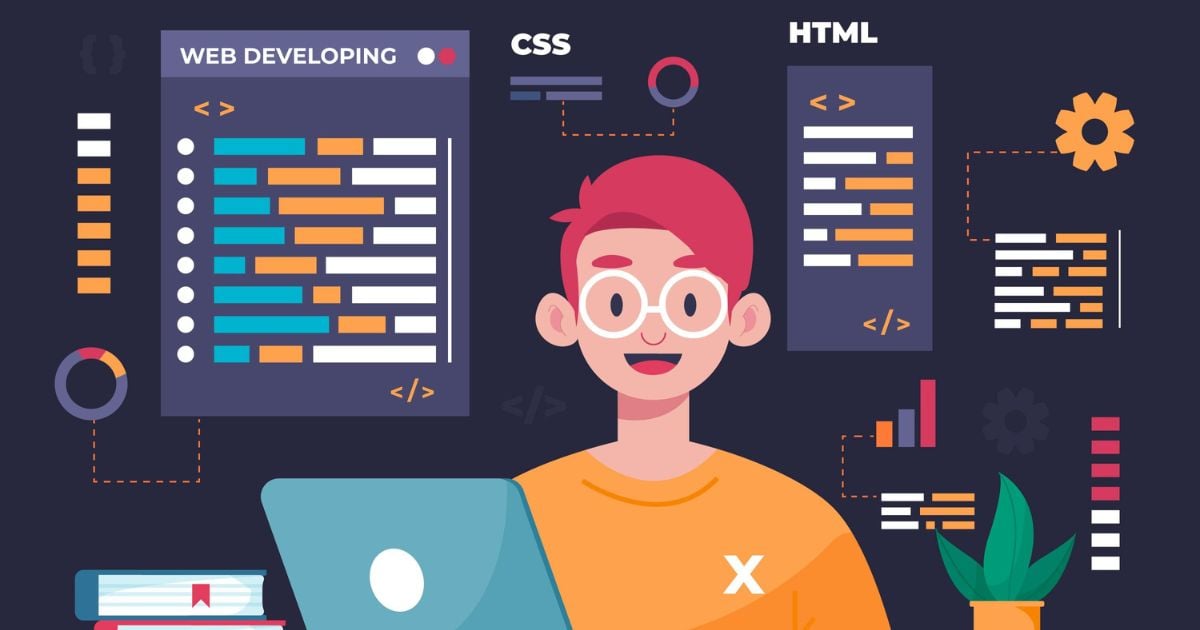 WEB DEVELOPING
CSS
HTML
{ }
< >
< >
</>
</>
</>
X